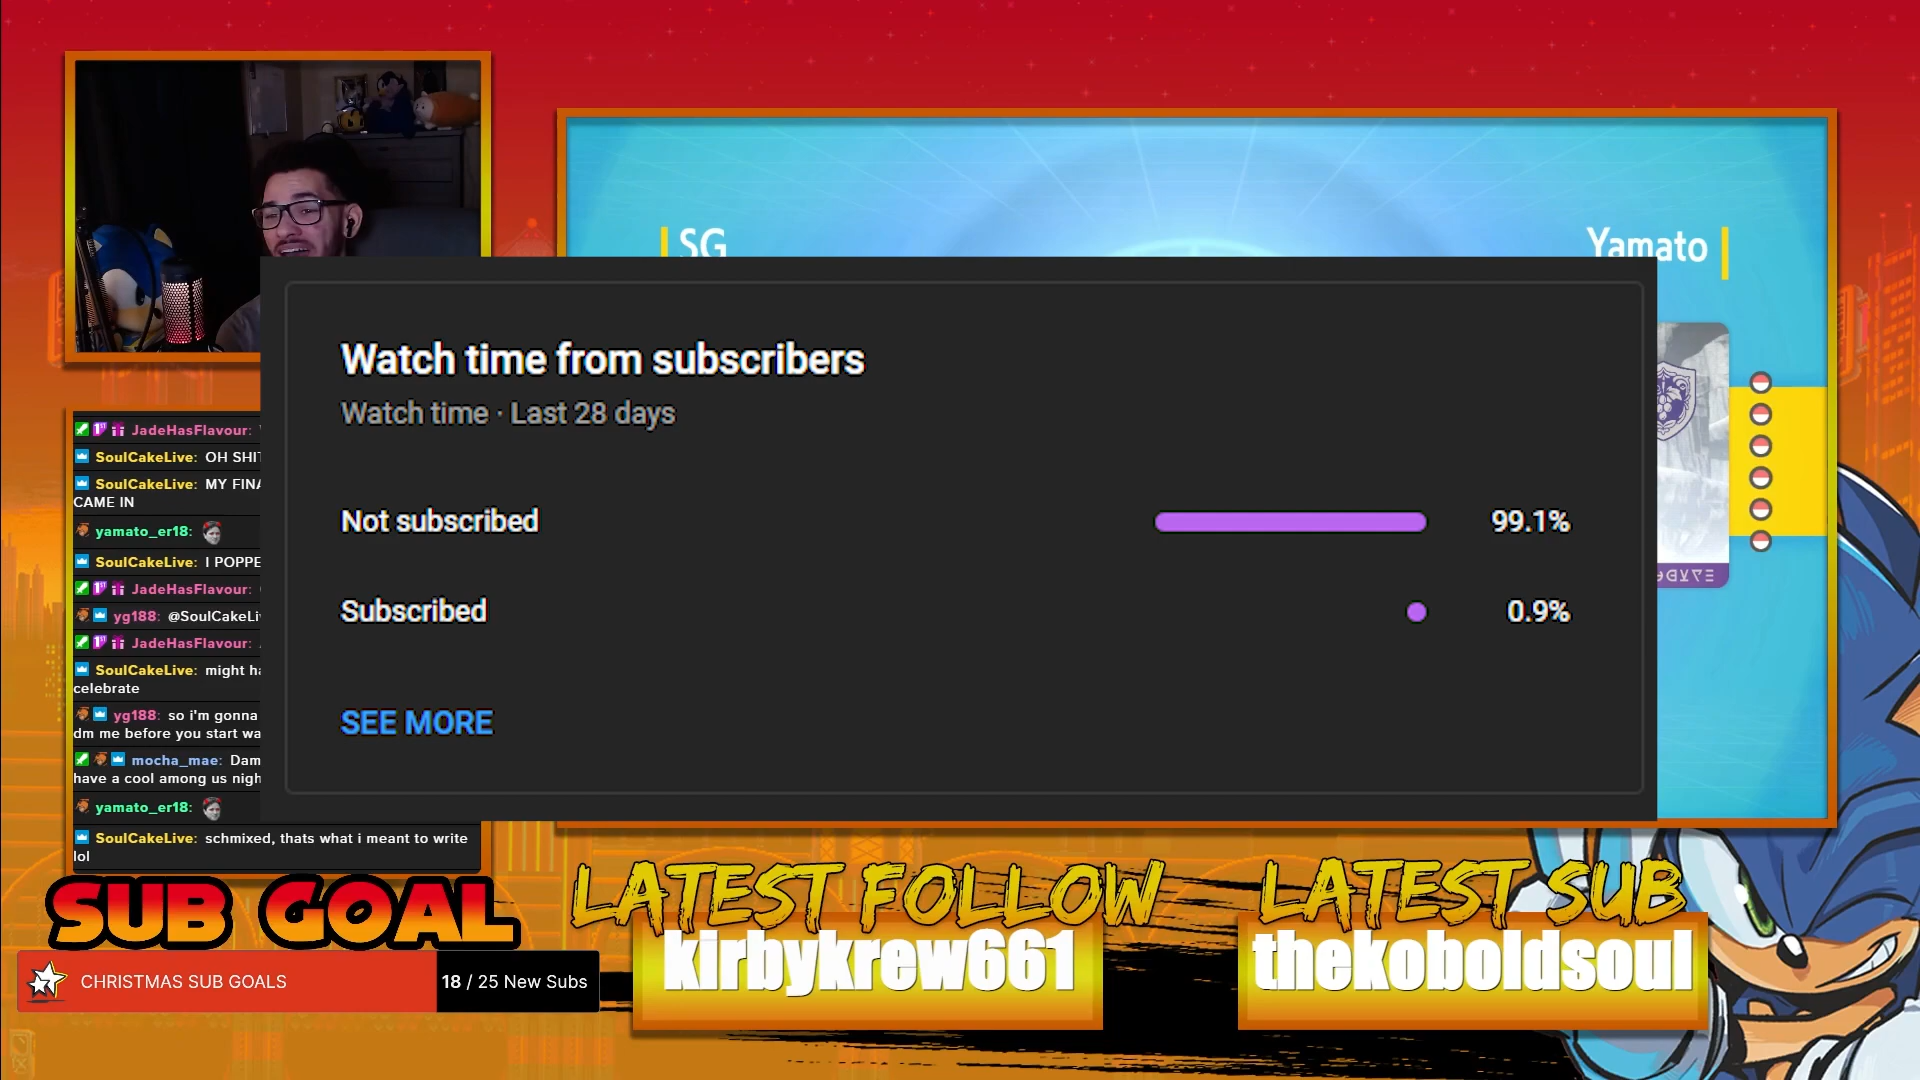 SG
Yamato
Watch time from subscribers
Watch time · Last 28 days
Not subscribed 99.1%
Subscribed 0.9%
SEE MORE
JadeHasFlavour:
SoulCakeLive: OH SHIT
SoulCakeLive: MY FINA
CAME IN
yamato_er18:
SoulCakeLive: I POPPE
JadeHasFlavour:
yg188: @SoulCakeLi
JadeHasFlavour:
SoulCakeLive: might ha
celebrate
yg188: so i'm gonna
dm me before you start wa
mocha_mae: Dam
have a cool among us nigh
yamato_er18:
SoulCakeLive: schmixed, thats what i meant to write
lol
SUB GOAL
CHRISTMAS SUB GOALS 18 / 25 New Subs
LATEST FOLLOW
kirbykrew661
LATEST SUB
thekoboldsoul